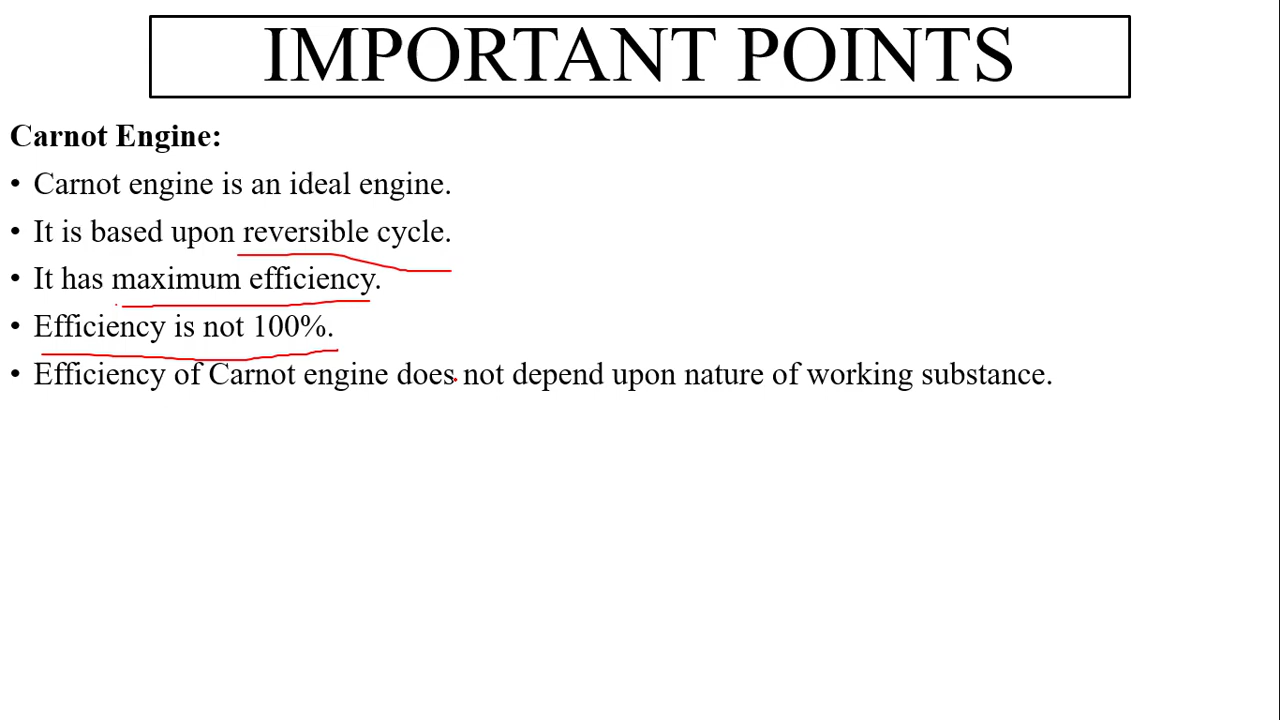 IMPORTANT POINTS
Carnot Engine:
• Carnot engine is an ideal engine.
• It is based upon reversible cycle.
• It has maximum efficiency.
• Efficiency is not 100%.
• Efficiency of Carnot engine does not depend upon nature of working substance.